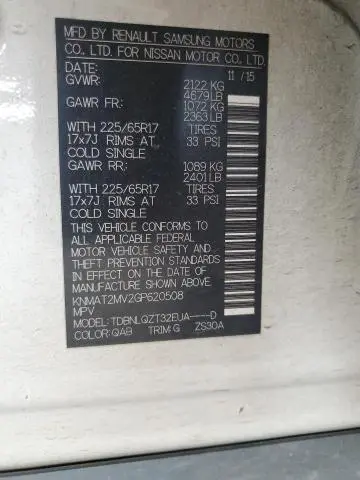 MFD BY RENAULT SAMSUNG MOTORS
CO., LTD. FOR NISSAN MOTOR CO., LTD.
DATE: 11 / 15
GVWR: 2122 KG
4679 LB
GAWR FR: 1072 KG
2363 LB
WITH 225/65R17 TIRES
17x7J RIMS AT 33 PSI
COLD SINGLE
GAWR RR: 1089 KG
2401 LB
WITH 225/65R17 TIRES
17x7J RIMS AT 33 PSI
COLD SINGLE
THIS VEHICLE CONFORMS TO
ALL APPLICABLE FEDERAL
MOTOR VEHICLE SAFETY AND
THEFT PREVENTION STANDARDS
IN EFFECT ON THE DATE OF
MANUFACTURE SHOWN ABOVE.
KNMAT2MV2GP620508
MPV
MODEL: TDBNLQZT32EUA----D
COLOR: QAB TRIM: G ZS30A